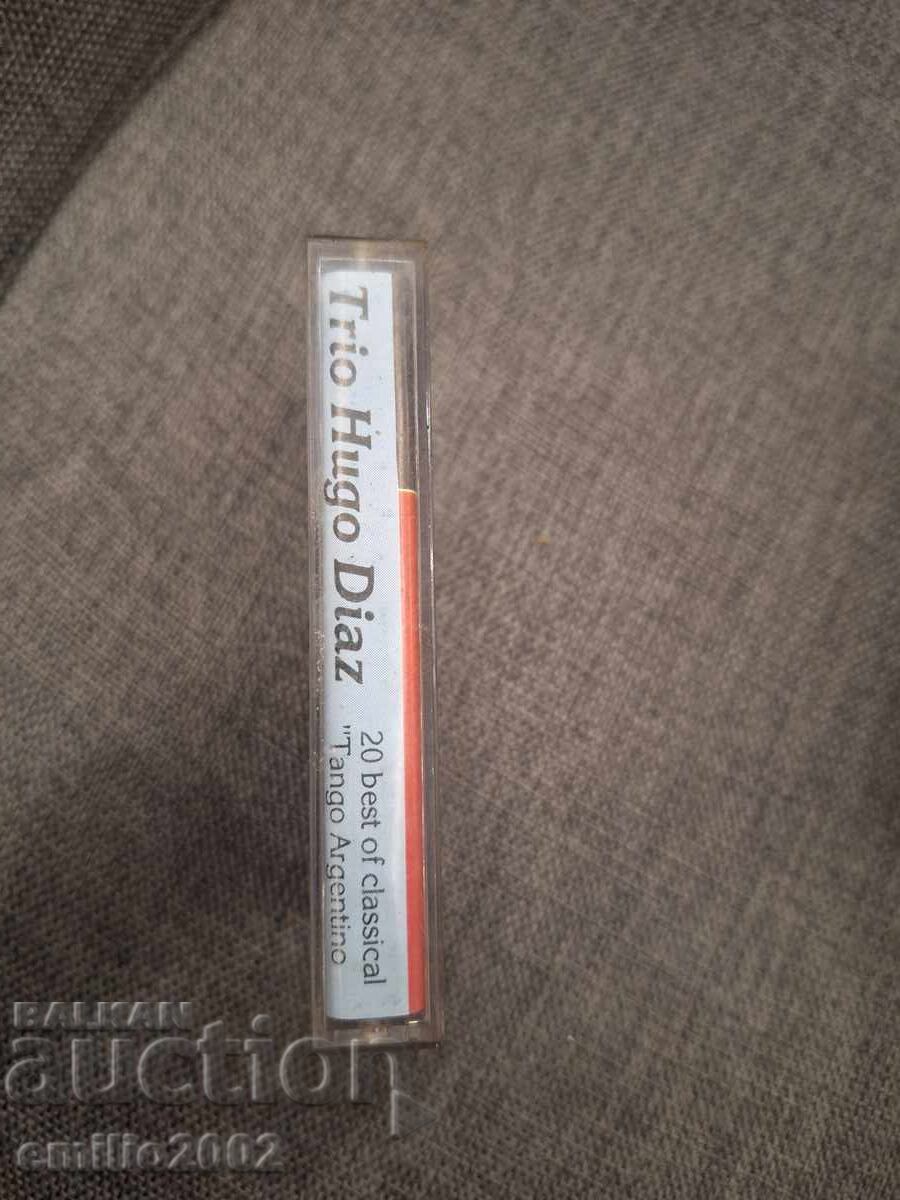 Trio Hugo Diaz
20 best of classical
"Tango Argentino
BALKAN
auction
emilio2002